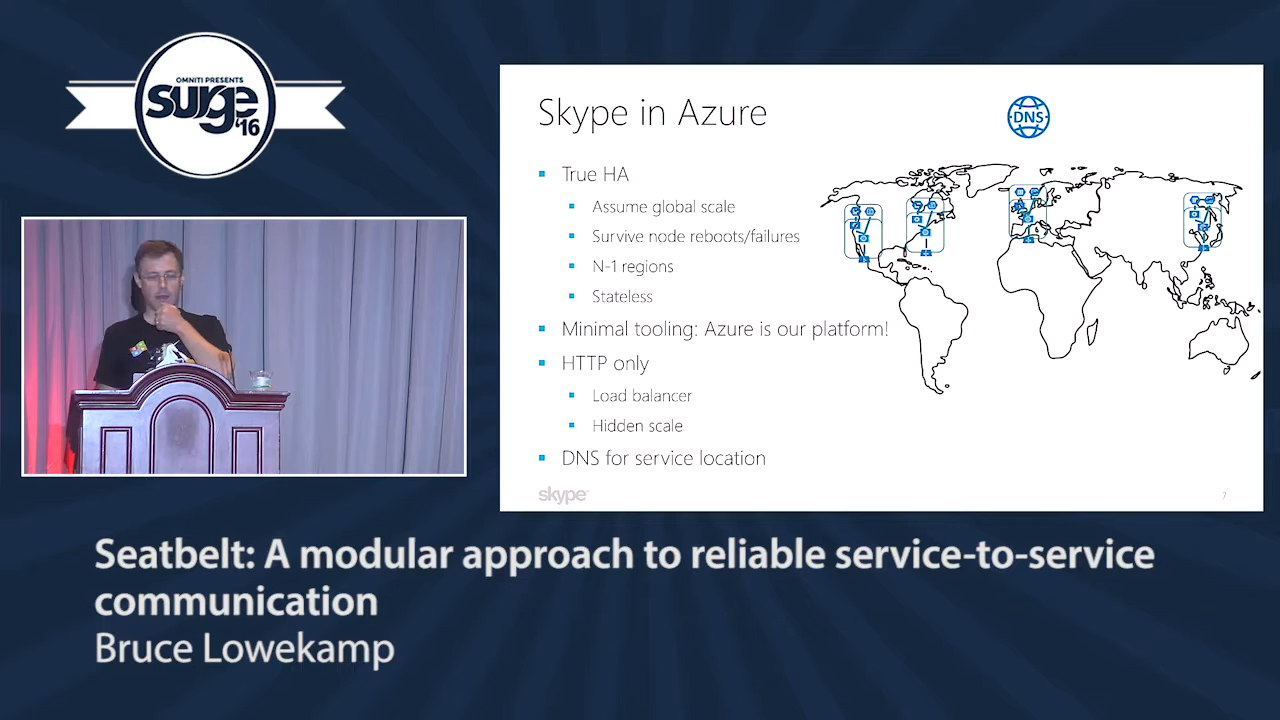 OMNITI PRESENTS
surge
'16
Skype in Azure
DNS
True HA
Assume global scale
Survive node reboots/failures
N-1 regions
Stateless
Minimal tooling: Azure is our platform!
HTTP only
Load balancer
Hidden scale
DNS for service location
skype
7
Seatbelt: A modular approach to reliable service-to-service
communication
Bruce Lowekamp